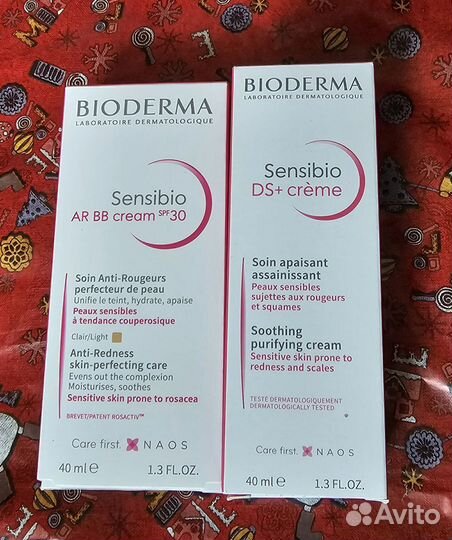 BIODERMA
LABORATOIRE DERMATOLOGIQUE
Sensibio
AR BB cream SPF30
Soin Anti-Rougeurs
perfecteur de peau
Unifie le teint, hydrate, apaise
Peaux sensibles
à tendance couperosique
Clair/Light
Anti-Redness
skin-perfecting care
Evens out the complexion
Moisturises, soothes
Sensitive skin prone to rosacea
BREVET/PATENT ROSACTIV™
Care first. NAOS
40 ml e 1.3 FL.OZ.
BIODERMA
LABORATOIRE DERMATOLOGIQUE
Sensibio
DS+ crème
Soin apaisant
assainissant
Peaux sensibles
sujettes aux rougeurs
et squames
Soothing
purifying cream
Sensitive skin prone to
redness and scales
TESTÉ DERMATOLOGIQUEMENT
DERMATOLOGICALLY TESTED
Care first. NAOS
40 ml e 1.3 FL.OZ.
Avito